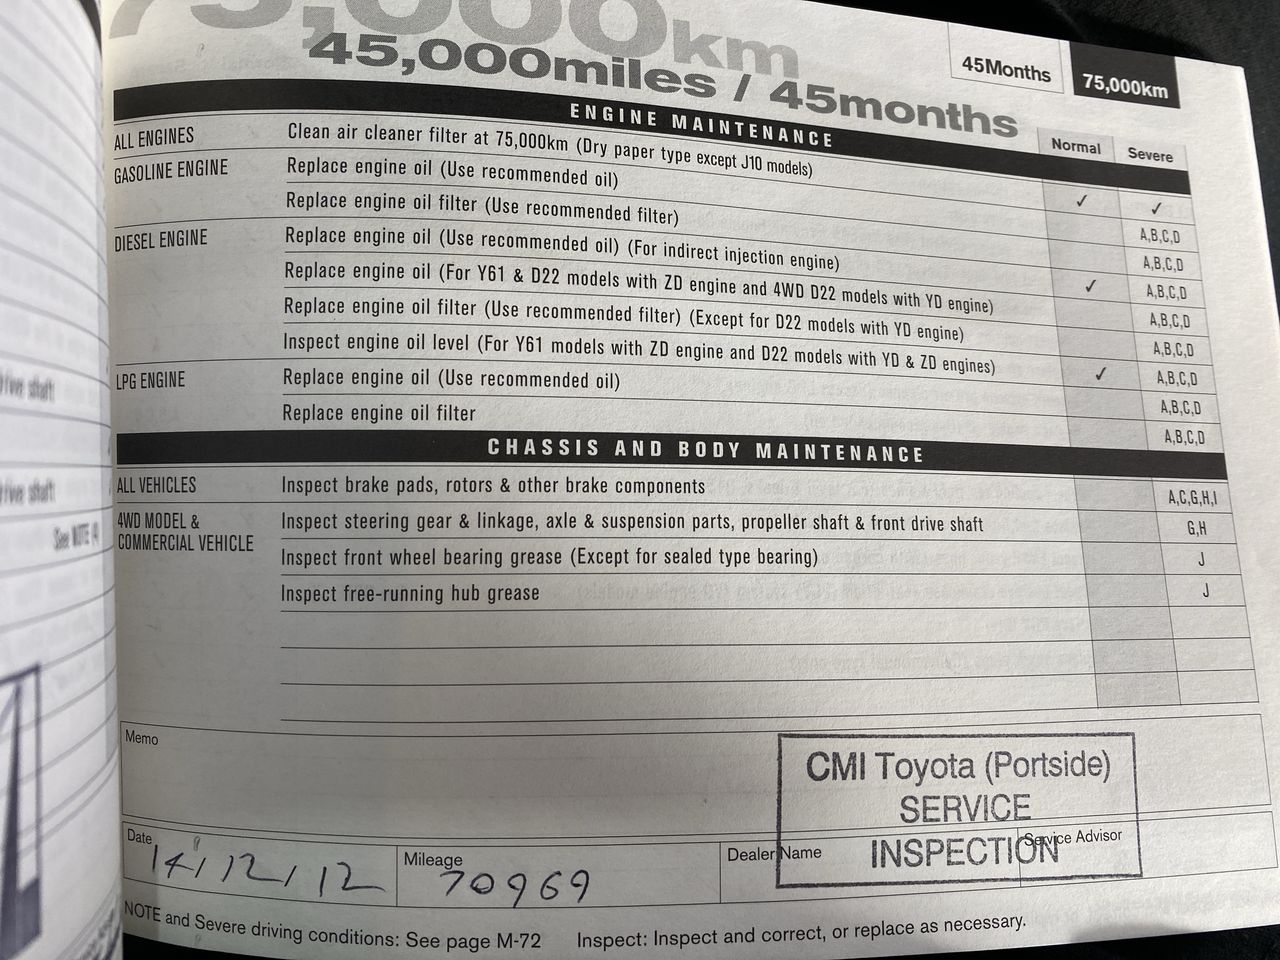 75,000km
45,000miles / 45months
45Months
75,000km
ENGINE MAINTENANCE
Normal
Severe
ALL ENGINES Clean air cleaner filter at 75,000km (Dry paper type except J10 models) ✓ ✓
GASOLINE ENGINE Replace engine oil (Use recommended oil) A,B,C,D
Replace engine oil filter (Use recommended filter) A,B,C,D
DIESEL ENGINE Replace engine oil (Use recommended oil) (For indirect injection engine) ✓ A,B,C,D
Replace engine oil (For Y61 & D22 models with ZD engine and 4WD D22 models with YD engine) A,B,C,D
Replace engine oil filter (Use recommended filter) (Except for D22 models with YD engine) A,B,C,D
Inspect engine oil level (For Y61 models with ZD engine and D22 models with YD & ZD engines) ✓ A,B,C,D
LPG ENGINE Replace engine oil (Use recommended oil) A,B,C,D
Replace engine oil filter A,B,C,D
CHASSIS AND BODY MAINTENANCE
ALL VEHICLES Inspect brake pads, rotors & other brake components A,C,G,H,I
4WD MODEL & Inspect steering gear & linkage, axle & suspension parts, propeller shaft & front drive shaft G,H
COMMERCIAL VEHICLE Inspect front wheel bearing grease (Except for sealed type bearing) J
Inspect free-running hub grease J
Memo
CMI Toyota (Portside)
SERVICE
INSPECTION
Date 14/12/12
Mileage 70969
Dealer Name
Service Advisor
NOTE and Severe driving conditions: See page M-72 Inspect: Inspect and correct, or replace as necessary.
drive shaft
drive shaft
See NOTE (4)